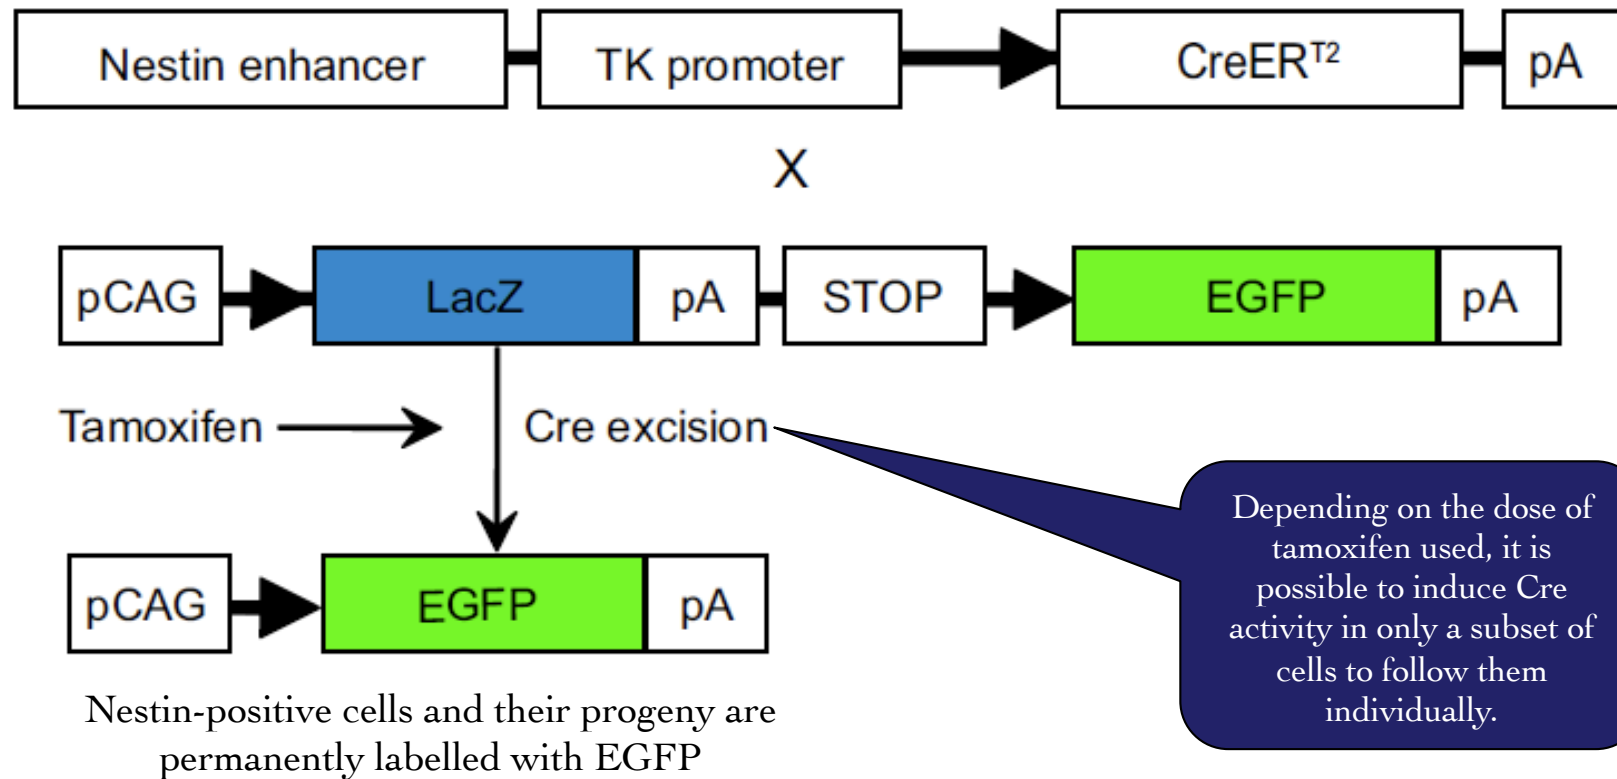 Nestin enhancer TK promoter CreERT2 pA
X
pCAG LacZ pA STOP EGFP pA
Tamoxifen Cre excision
pCAG EGFP pA
Nestin-positive cells and their progeny are
permanently labelled with EGFP
Depending on the dose of
tamoxifen used, it is
possible to induce Cre
activity in only a subset of
cells to follow them
individually.